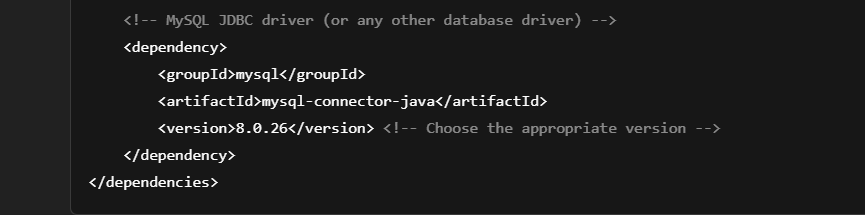 <!-- MySQL JDBC driver (or any other database driver) -->
<dependency>
<groupId>mysql</groupId>
<artifactId>mysql-connector-java</artifactId>
<version>8.0.26</version> <!-- Choose the appropriate version -->
</dependency>
</dependencies>